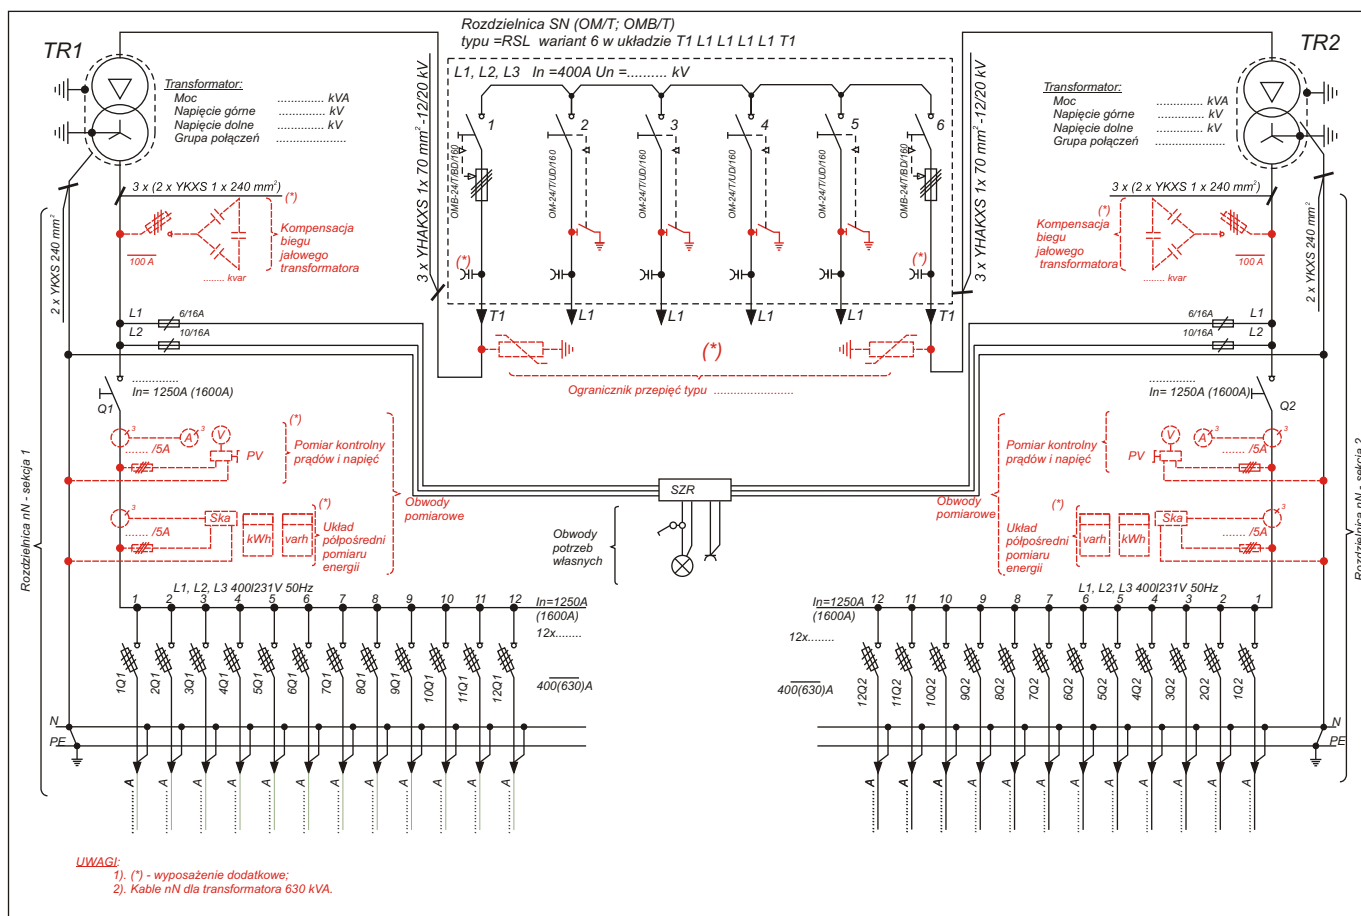 Rozdzielnica SN (OM/T; OMB/T)
typu =RSL wariant 6 w układzie T1 L1 L1 L1 L1 T1
TR1
TR2
Transformator:
Moc .................... kVA
Napięcie górne .................... kV
Napięcie dolne .................... kV
Grupa połączeń .........................
L1, L2, L3 In =400A Un =.......... kV
Transformator:
Moc .................... kVA
Napięcie górne .................... kV
Napięcie dolne .................... kV
Grupa połączeń .........................
3 x YHAKXS 1x 70 mm² -12/20 kV
3 x YHAKXS 1x 70 mm² -12/20 kV
1
2
3
4
5
6
OMB-24/T/BD/160
OM-24/T/UD/160
OM-24/T/UD/160
OM-24/T/UD/160
OM-24/T/UD/160
OMB-24/T/BD/160
(*)
(*)
T1
L1
L1
L1
L1
T1
(*)
Ogranicznik przepięć typu ......................
3 x (2 x YKXS 1 x 240 mm²)
2 x YKXS 240 mm²
(*)
Kompensacja
biegu
jałowego
transformatora
100 A
........ kvar
L1
6/16A
L2
10/16A
.............
In= 1250A (1600A)
Q1
3
3
A
V
....... /5A
PV
(*)
Pomiar kontrolny
prądów i napięć
3
Ska
....... /5A
kWh
varh
(*)
Układ
półpośredni
pomiaru
energii
Obwody
pomiarowe
Rozdzielnica nN - sekcja 1
3 x (2 x YKXS 1 x 240 mm²)
2 x YKXS 240 mm²
(*)
Kompensacja
biegu
jałowego
transformatora
100 A
........ kvar
6/16A
L1
10/16A
L2
.............
In= 1250A (1600A)
Q2
Pomiar kontrolny
prądów i napięć
(*)
V
A
3
3
PV
....... /5A
Obwody
pomiarowe
(*)
Układ
półpośredni
pomiaru
energii
varh
kWh
Ska
3
....... /5A
Rozdzielnica nN - sekcja 2
SZR
Obwody
potrzeb
własnych
L1, L2, L3 400/231V 50Hz
1 2 3 4 5 6 7 8 9 10 11 12
In=1250A
(1600A)
12x........
400(630)A
1Q1 2Q1 3Q1 4Q1 5Q1 6Q1 7Q1 8Q1 9Q1 10Q1 11Q1 12Q1
N
PE
A A A A A A A A A A A A
L1, L2, L3 400/231V 50Hz
In=1250A
(1600A)
12 11 10 9 8 7 6 5 4 3 2 1
12x........
400(630)A
12Q2 11Q2 10Q2 9Q2 8Q2 7Q2 6Q2 5Q2 4Q2 3Q2 2Q2 1Q2
N
PE
A A A A A A A A A A A A
UWAGI:
1). (*) - wyposażenie dodatkowe;
2). Kable nN dla transformatora 630 kVA.